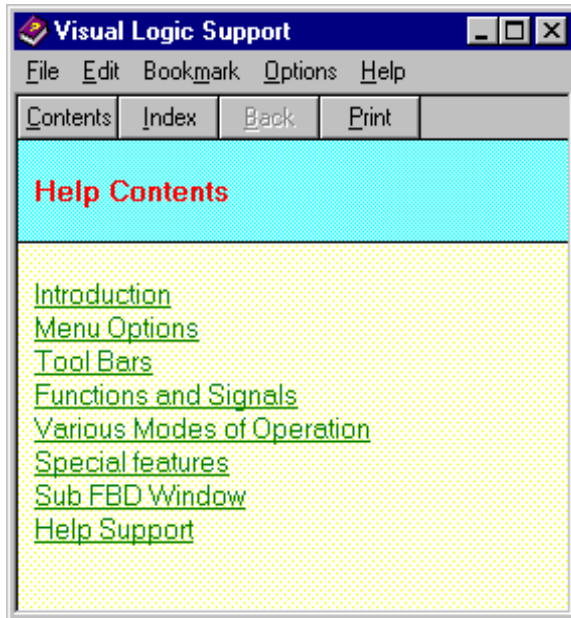 Visual Logic Support
File Edit Bookmark Options Help
Contents Index Back Print
Help Contents
Introduction
Menu Options
Tool Bars
Functions and Signals
Various Modes of Operation
Special features
Sub FBD Window
Help Support